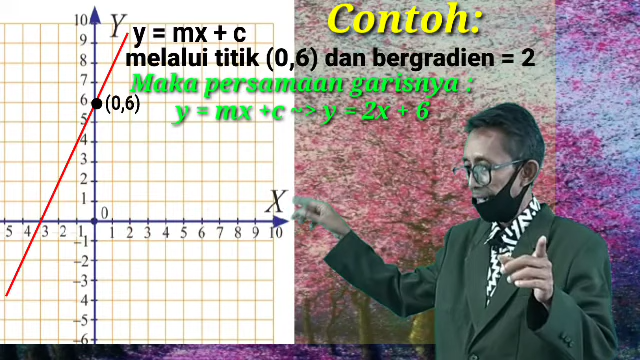 Contoh:
Y
y = mx + c
melalui titik (0,6) dan bergradien = 2
Maka persamaan garisnya :
y = mx +c ~> y = 2x + 6
(0,6)
X
10
9
8
7
6
5
4
3
2
1
0
5 4 3 2 1 1 2 3 4 5 6 7 8 9 10
-1
-2
-3
-4
-5
-6